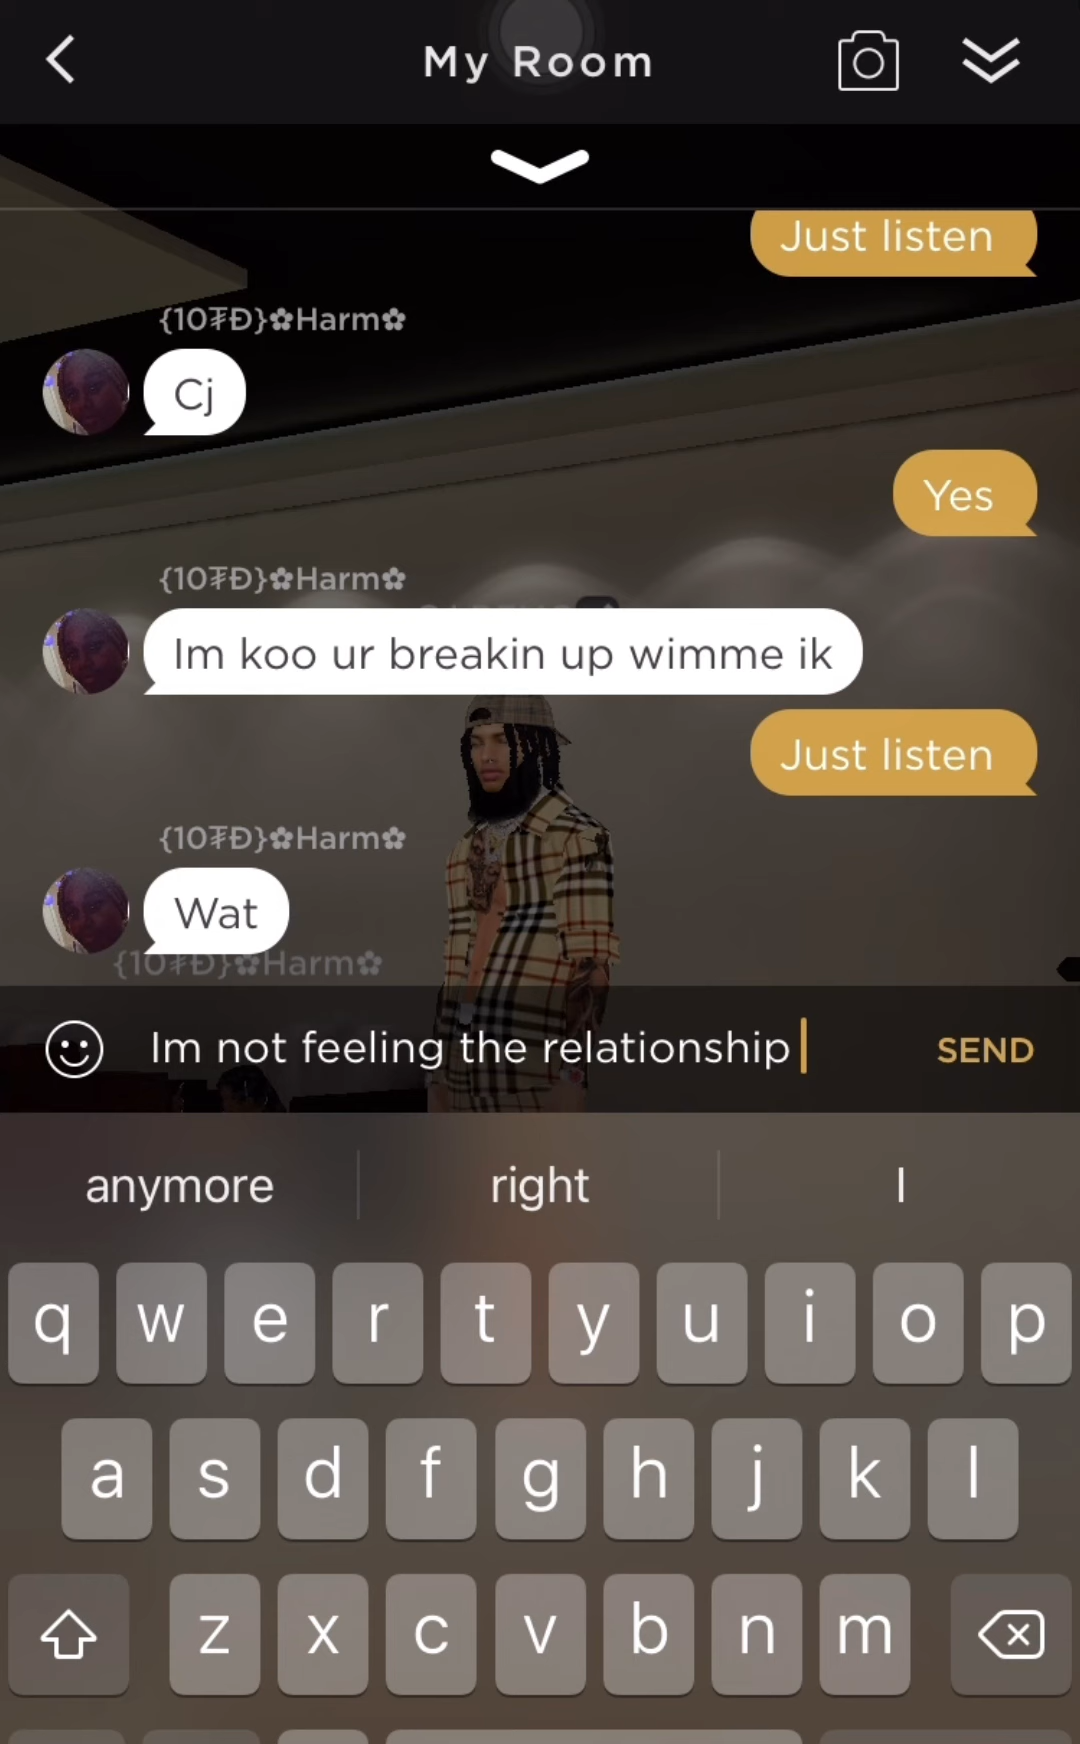 My Room
Just listen
{10₮Đ}✿Harm✿
Cj
Yes
{10₮Đ}✿Harm✿
Im koo ur breakin up wimme ik
Just listen
{10₮Đ}✿Harm✿
Wat
{10₮Đ}✿Harm✿
Im not feeling the relationship
SEND
anymore right I
q w e r t y u i o p
a s d f g h j k l
z x c v b n m